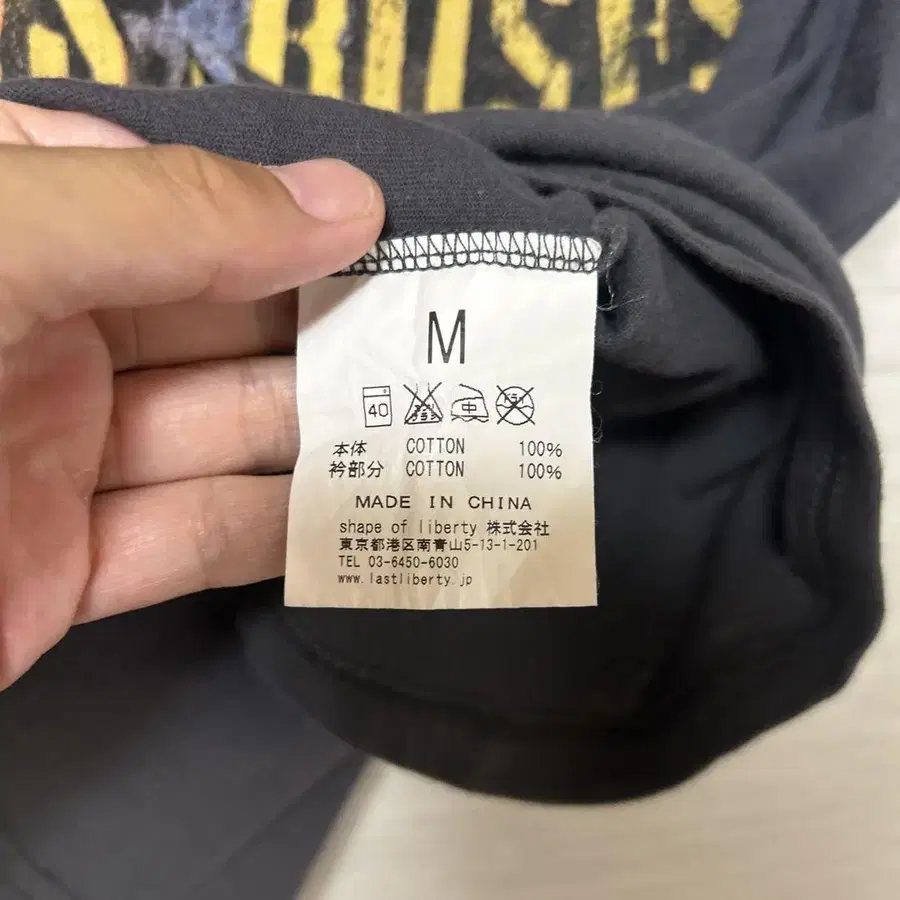 ROSES
M
40 中
本体 COTTON 100%
衿部分 COTTON 100%
MADE IN CHINA
shape of liberty 株式会社
東京都港区南青山5-13-1-201
TEL 03-6450-6030
www.lastliberty.jp